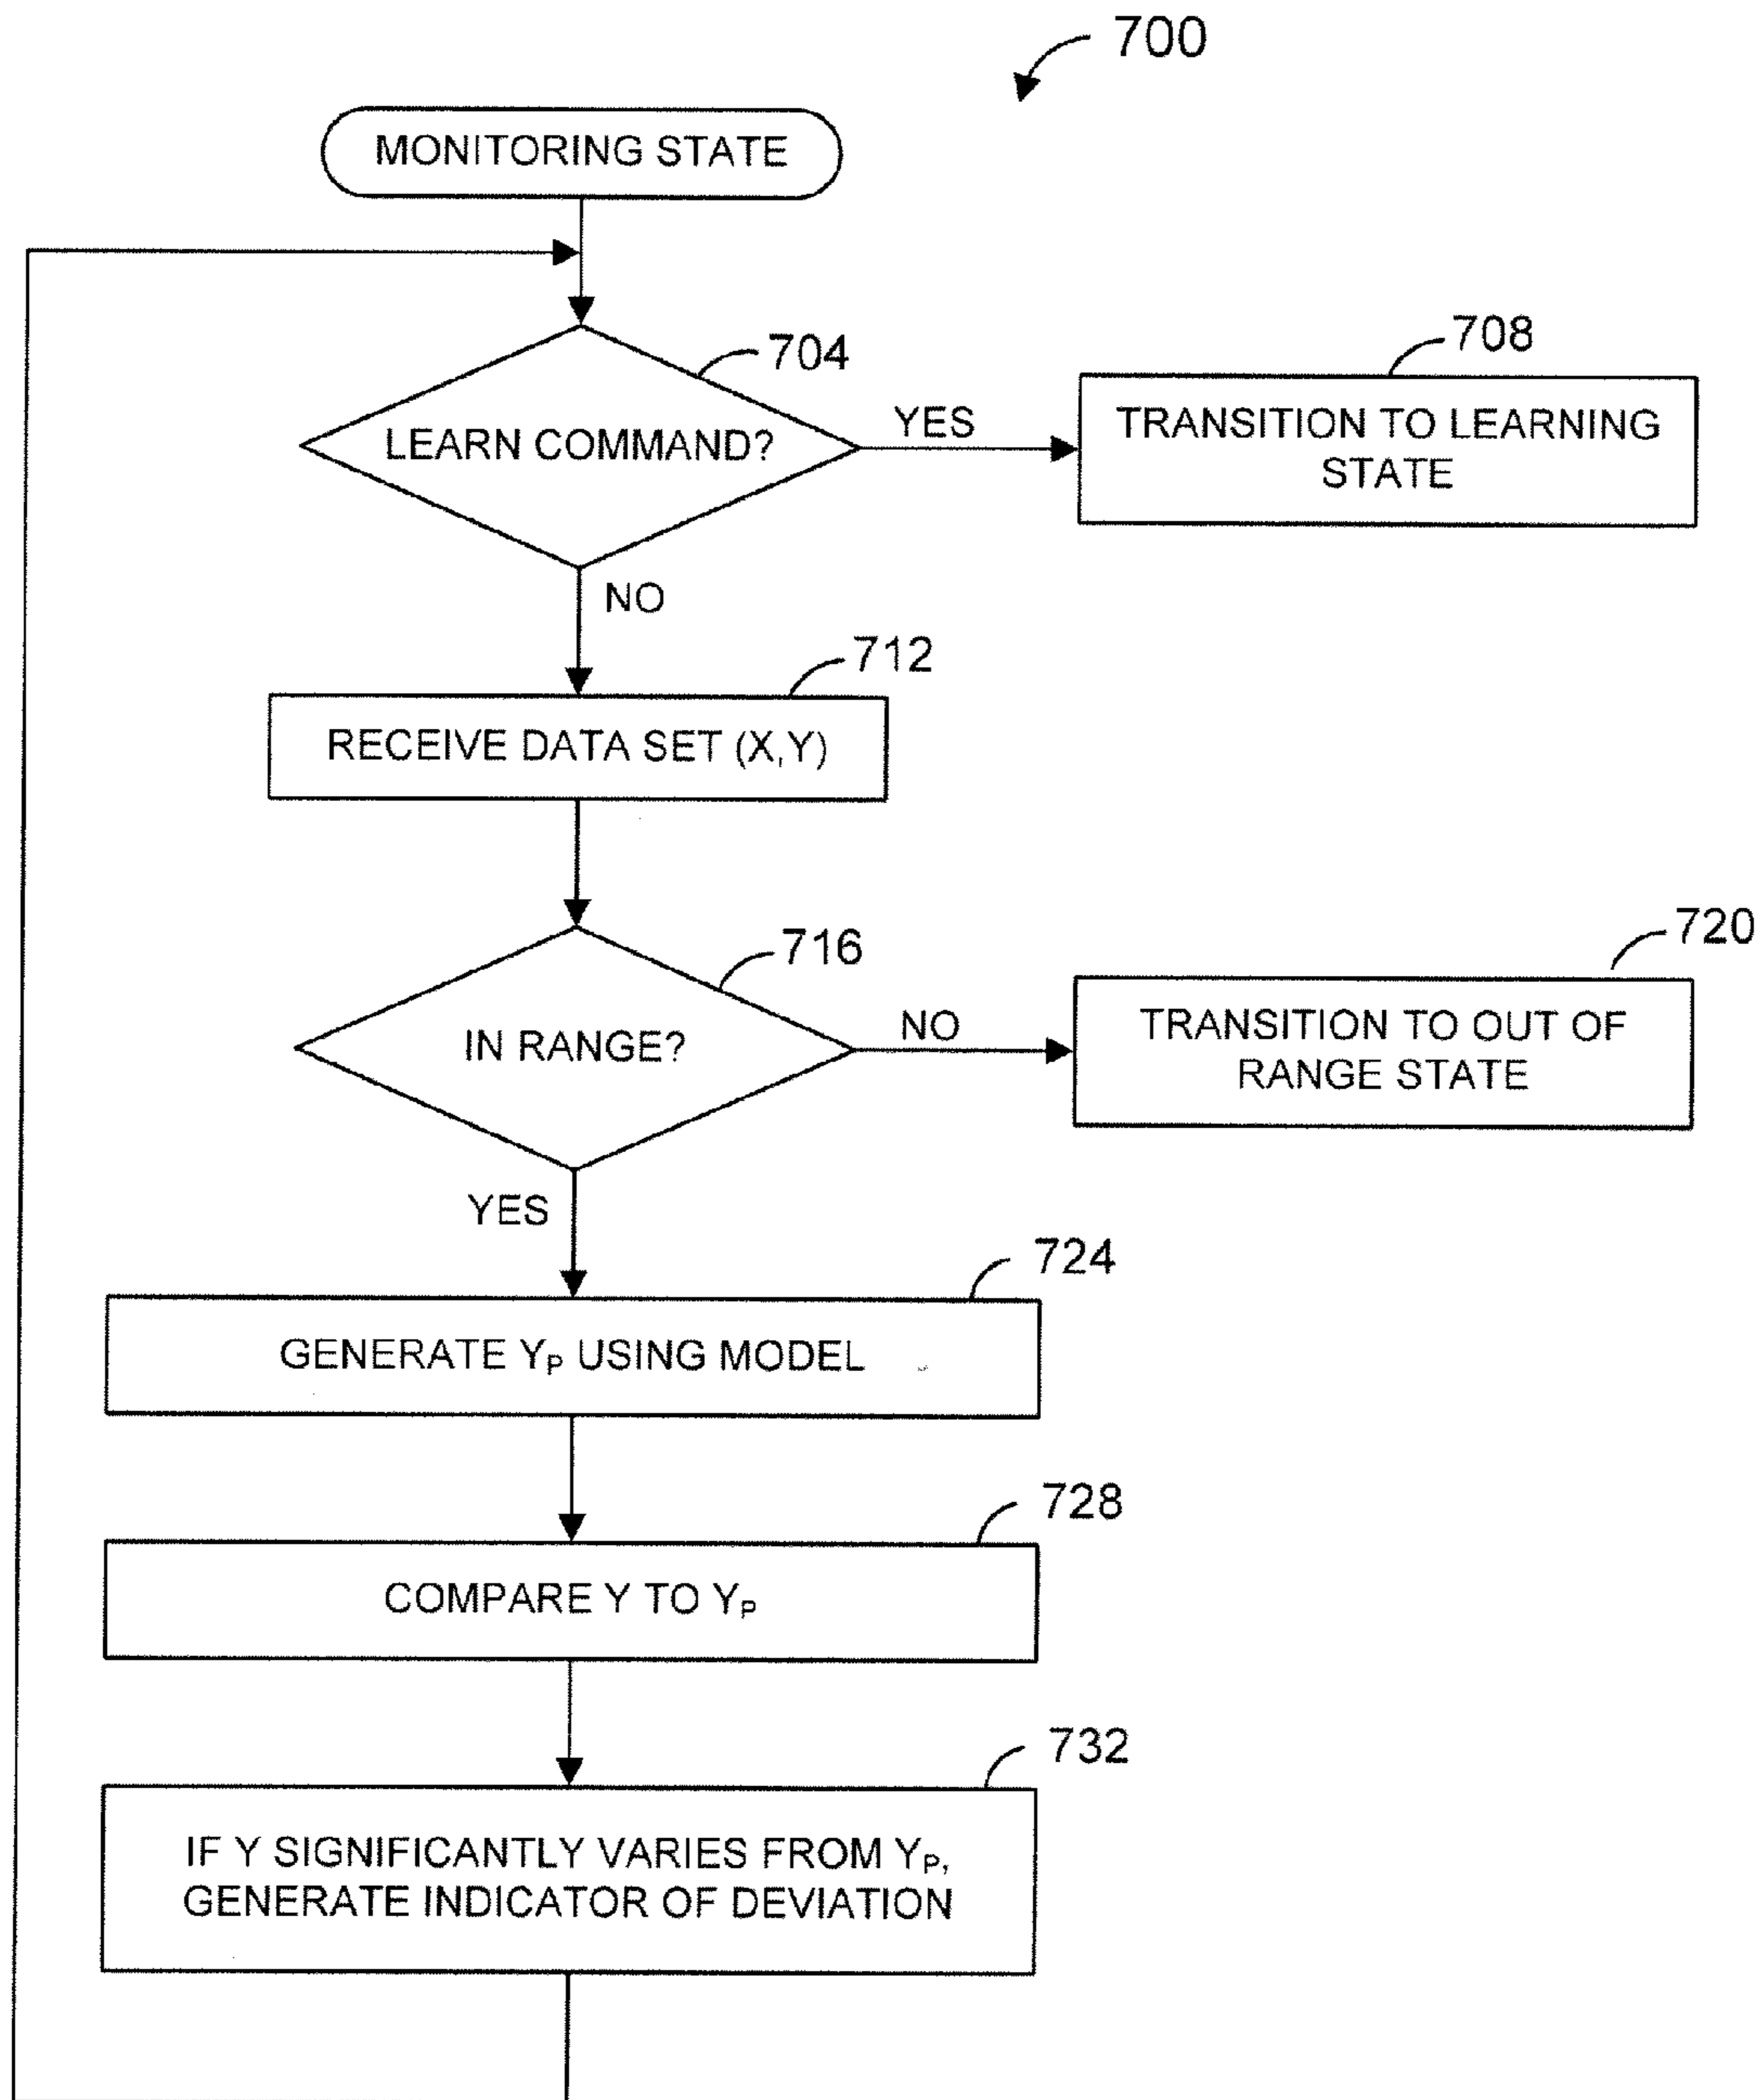 700
MONITORING STATE
704
LEARN COMMAND?
YES
708
TRANSITION TO LEARNING
STATE
NO
712
RECEIVE DATA SET (X,Y)
716
IN RANGE?
NO
720
TRANSITION TO OUT OF
RANGE STATE
YES
724
GENERATE Yₚ USING MODEL
728
COMPARE Y TO Yₚ
732
IF Y SIGNIFICANTLY VARIES FROM Yₚ,
GENERATE INDICATOR OF DEVIATION